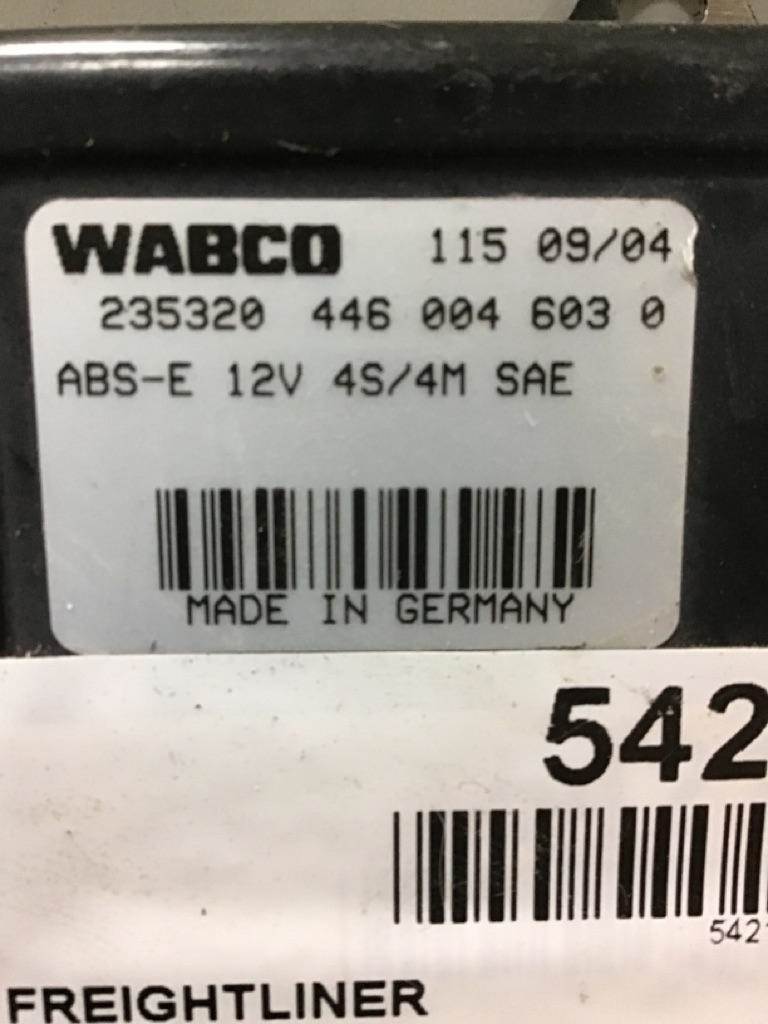 WABCO 115 09/04
235320 446 004 603 0
ABS-E 12V 4S/4M SAE
MADE IN GERMANY
542
542
FREIGHTLINER